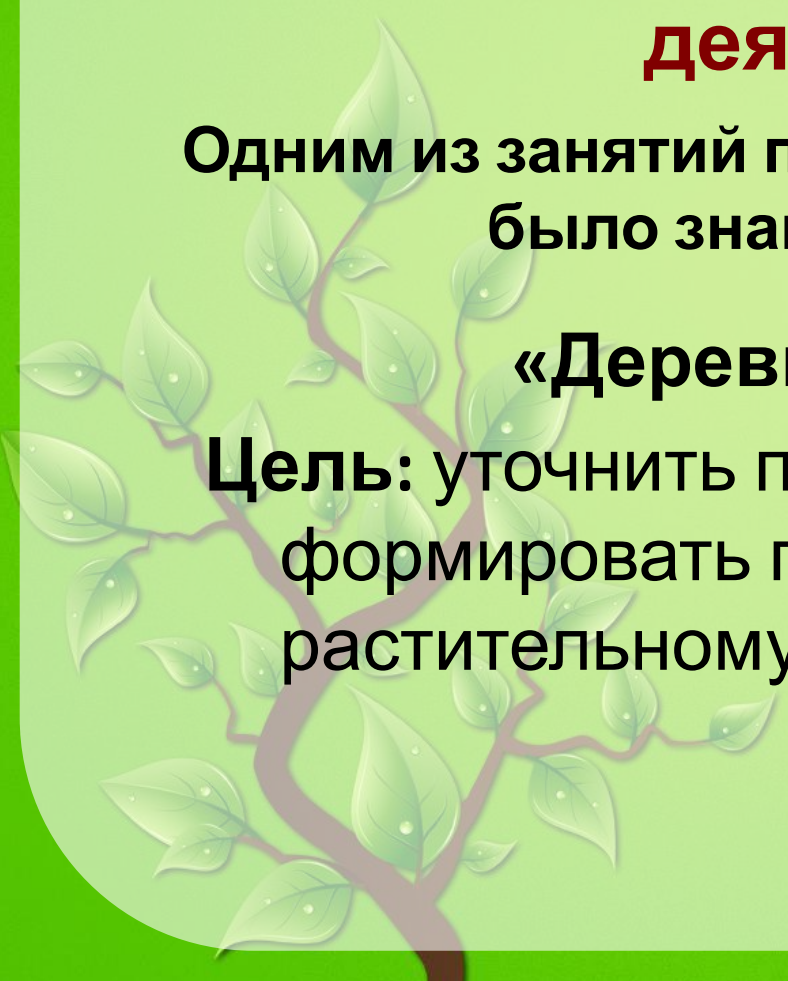 дея
Одним из занятий п
было зна
«Дерев
Цель: уточнить п
формировать п
растительному